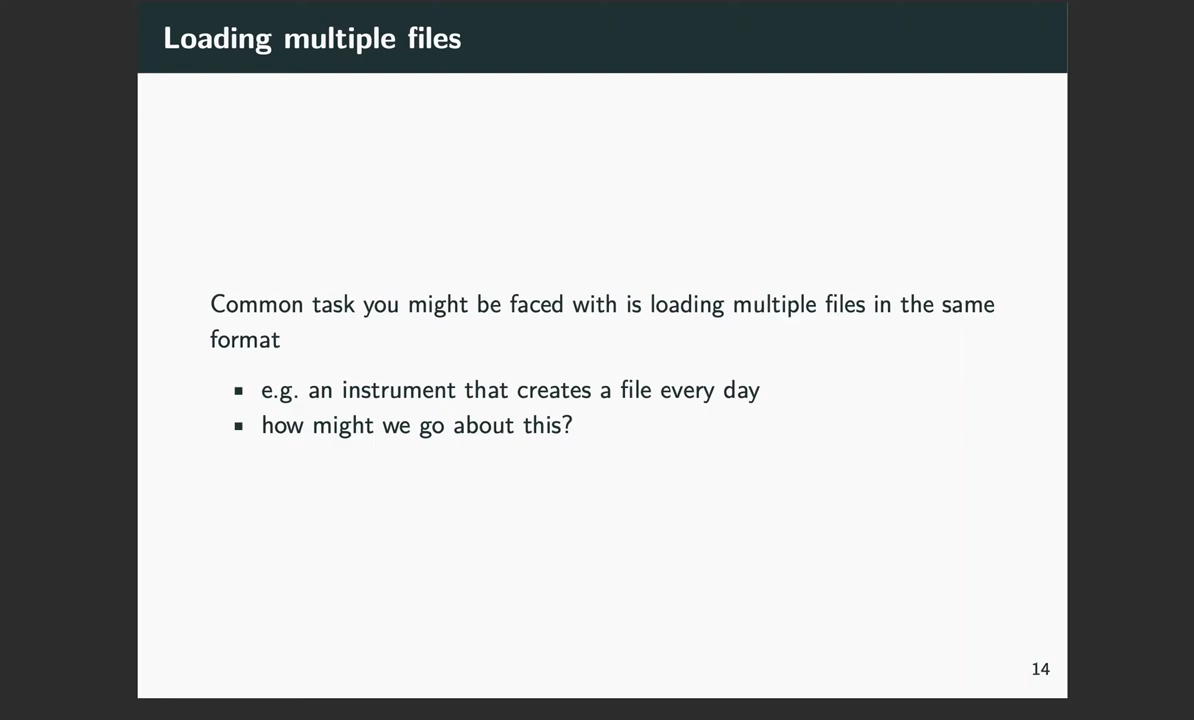 Loading multiple files
Common task you might be faced with is loading multiple files in the same
format
▪ e.g. an instrument that creates a file every day
▪ how might we go about this?
14